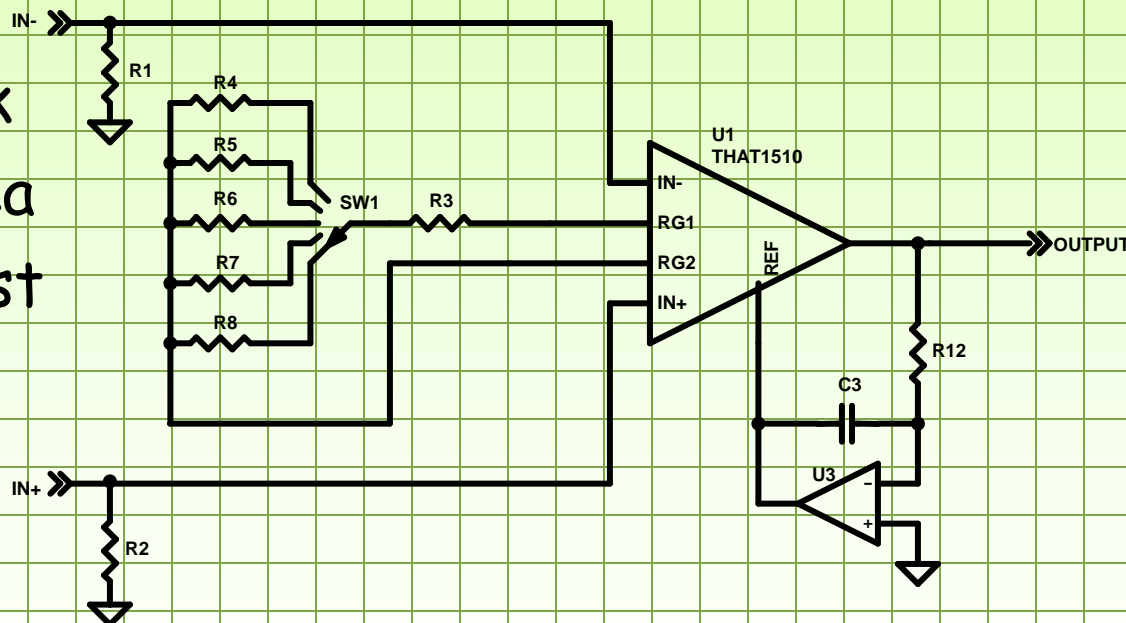 IN-
R1
R4
R5
R6
R7
R8
SW1
R3
U1
THAT1510
IN-
RG1
RG2
IN+
REF
OUTPUT
R12
C3
U3
-
+
IN+
R2
st